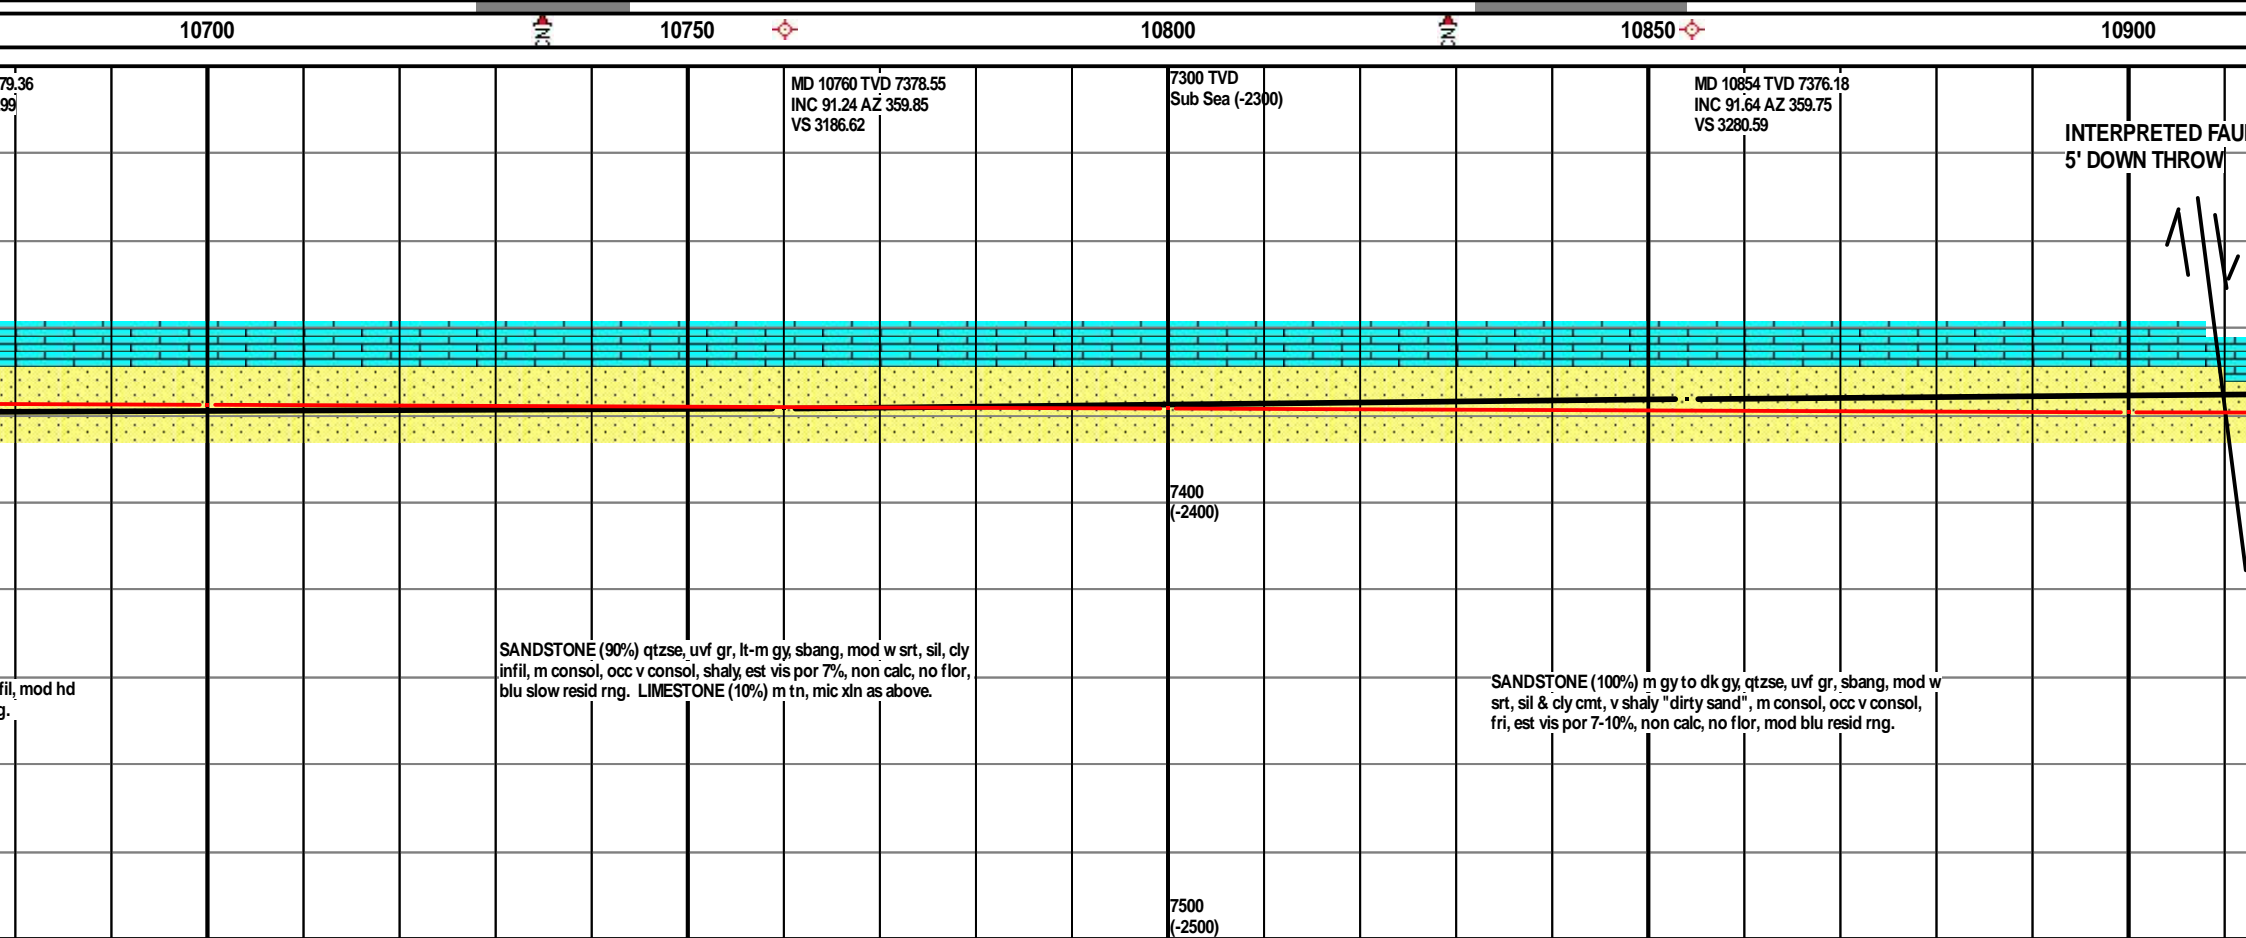 10700 CN 10750 10800 CN 10850 10900
79.36
99
MD 10760 TVD 7378.55
INC 91.24 AZ 359.85
VS 3186.62
7300 TVD
Sub Sea (-2300)
MD 10854 TVD 7376.18
INC 91.64 AZ 359.75
VS 3280.59
INTERPRETED FAU
5' DOWN THROW
7400
(-2400)
SANDSTONE (90%) qtzse, uvf gr, lt-m gy, sbang, mod w srt, sil, cly
infil, m consol, occ v consol, shaly, est vis por 7%, non calc, no flor,
blu slow resid rng. LIMESTONE (10%) m tn, mic xln as above.
fil, mod hd
g.
SANDSTONE (100%) m gy to dk gy, qtzse, uvf gr, sbang, mod w
srt, sil & cly cmt, v shaly "dirty sand", m consol, occ v consol,
fri, est vis por 7-10%, non calc, no flor, mod blu resid rng.
7500
(-2500)